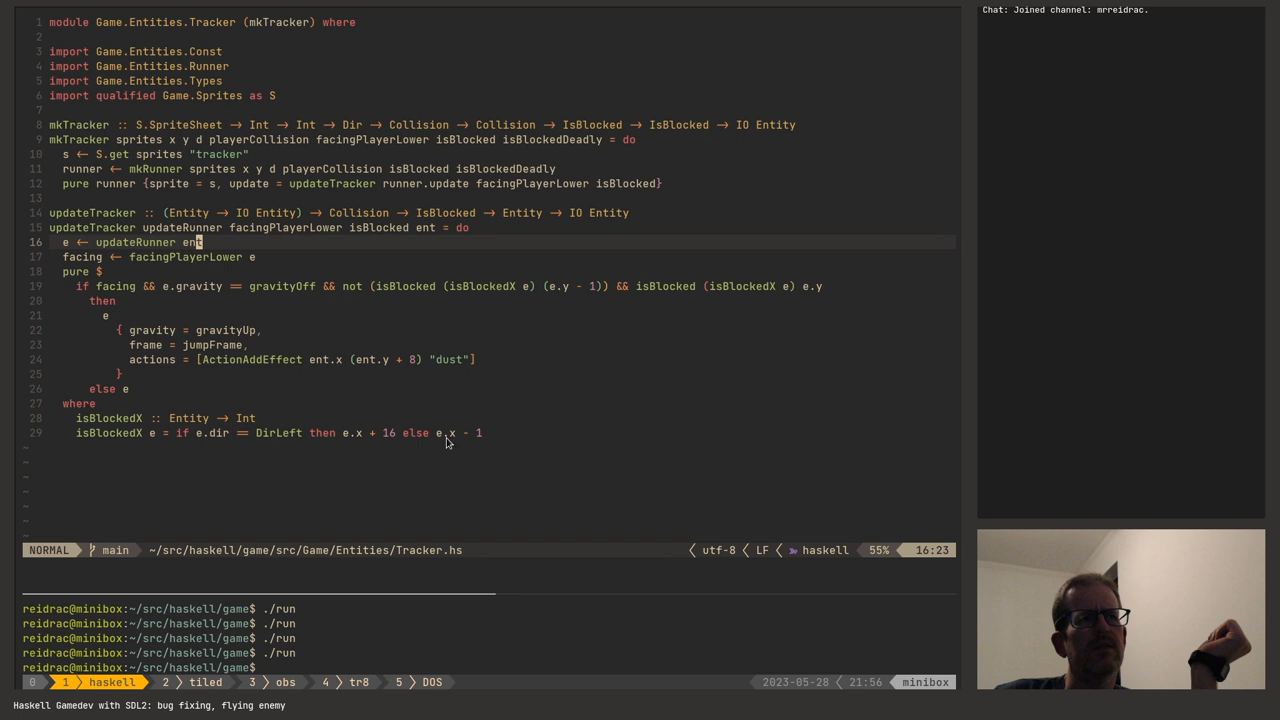 1 module Game.Entities.Tracker (mkTracker) where
2
3 import Game.Entities.Const
4 import Game.Entities.Runner
5 import Game.Entities.Types
6 import qualified Game.Sprites as S
7
8 mkTracker :: S.SpriteSheet -> Int -> Int -> Dir -> Collision -> Collision -> IsBlocked -> IsBlocked -> IO Entity
9 mkTracker sprites x y d playerCollision facingPlayerLower isBlocked isBlockedDeadly = do
10 s <- S.get sprites "tracker"
11 runner <- mkRunner sprites x y d playerCollision isBlocked isBlockedDeadly
12 pure runner {sprite = s, update = updateTracker runner.update facingPlayerLower isBlocked}
13
14 updateTracker :: (Entity -> IO Entity) -> Collision -> IsBlocked -> Entity -> IO Entity
15 updateTracker updateRunner facingPlayerLower isBlocked ent = do
16 e <- updateRunner ent
17 facing <- facingPlayerLower e
18 pure $
19 if facing && e.gravity == gravityOff && not (isBlocked (isBlockedX e) (e.y - 1)) && isBlocked (isBlockedX e) e.y
20 then
21 e
22 { gravity = gravityUp,
23 frame = jumpFrame,
24 actions = [ActionAddEffect ent.x (ent.y + 8) "dust"]
25 }
26 else e
27 where
28 isBlockedX :: Entity -> Int
29 isBlockedX e = if e.dir == DirLeft then e.x + 16 else e.x - 1
~
~
~
~
~
~
~
NORMAL main ~/src/haskell/game/src/Game/Entities/Tracker.hs utf-8 LF haskell 55% 16:23
reidrac@minibox:~/src/haskell/game$ ./run
reidrac@minibox:~/src/haskell/game$ ./run
reidrac@minibox:~/src/haskell/game$ ./run
reidrac@minibox:~/src/haskell/game$ ./run
reidrac@minibox:~/src/haskell/game$
0 1 haskell 2 tiled 3 obs 4 tr8 5 DOS 2023-05-28 21:56 minibox
Haskell Gamedev with SDL2: bug fixing, flying enemy
Chat: Joined channel: mrreidrac.